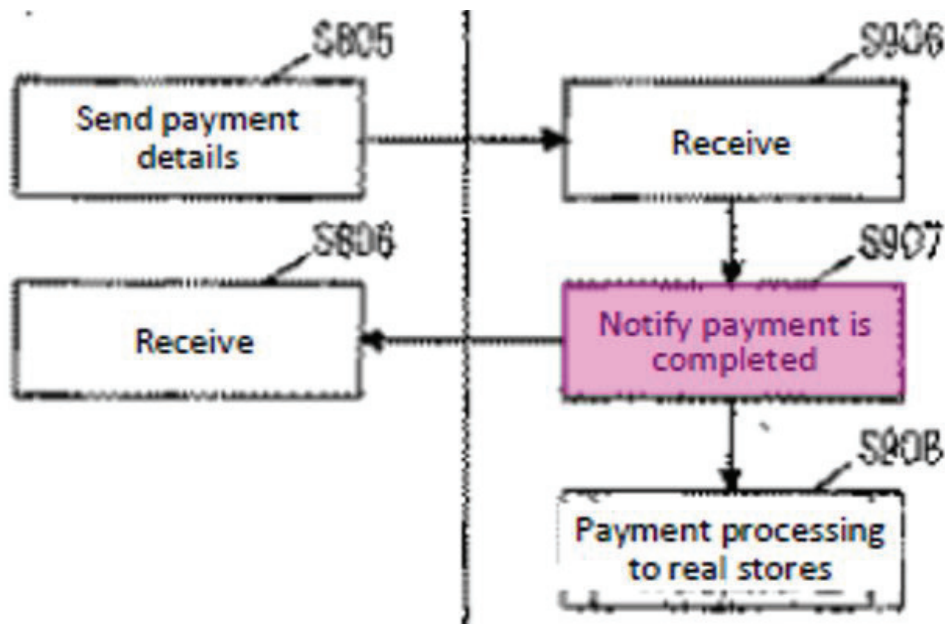 S805
Send payment
details
S906
Receive
S806
Receive
S907
Notify payment is
completed
S908
Payment processing
to real stores